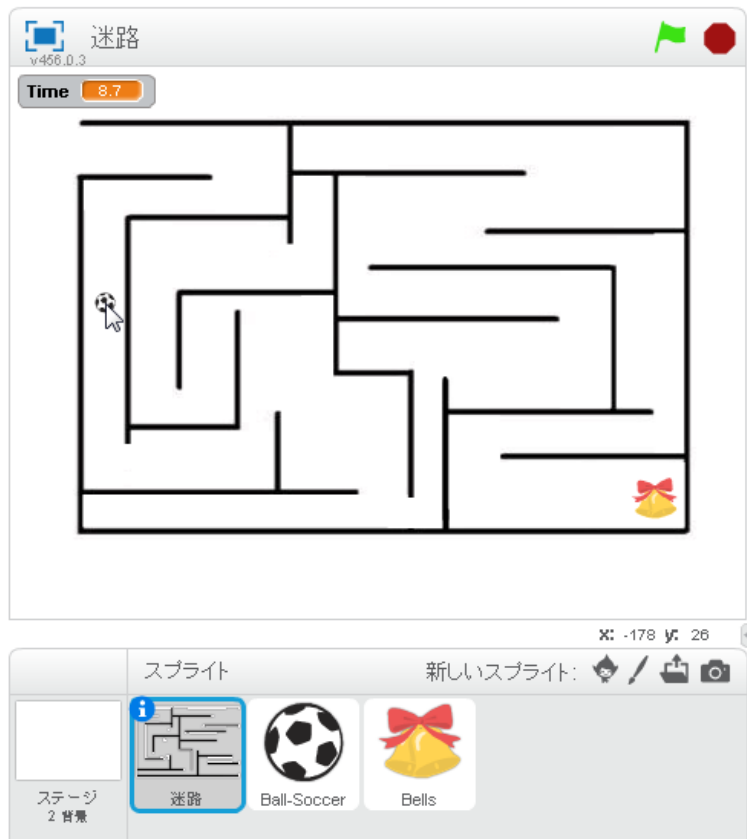 迷路
v456.0.3
Time 8.7
x: -178 y: 26
スプライト 新しいスプライト:
ステージ
2 背景
迷路
Ball-Soccer
Bells